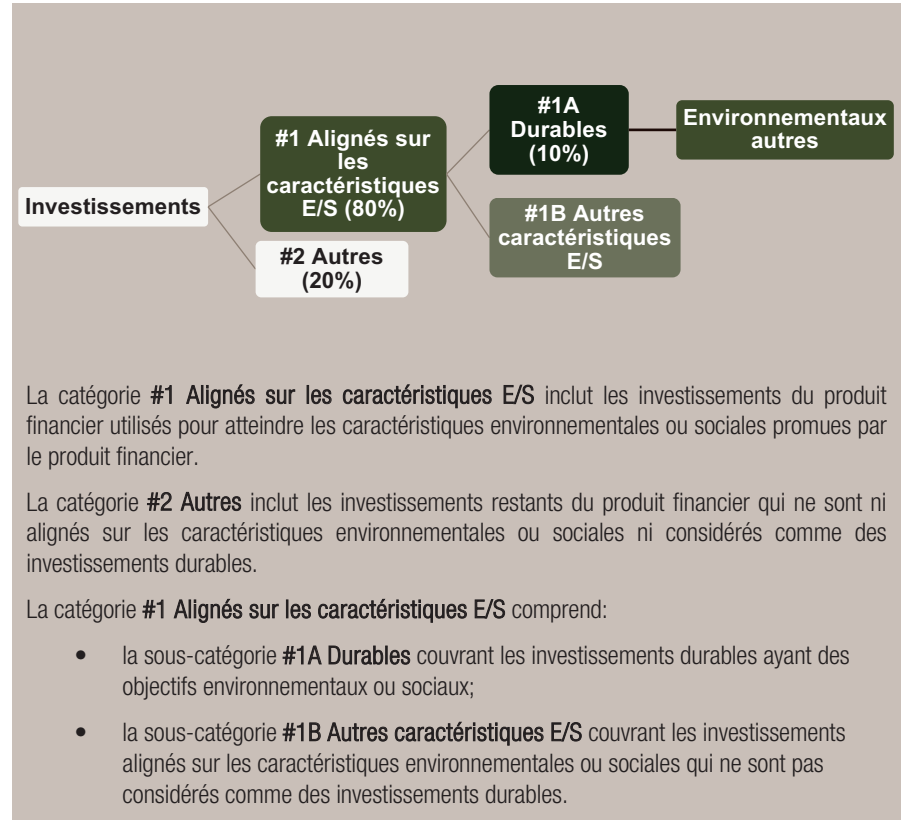 Investissements
#1 Alignés sur
les
caractéristiques
E/S (80%)
#2 Autres
(20%)
#1A
Durables
(10%)
#1B Autres
caractéristiques
E/S
Environnementaux
autres
La catégorie #1 Alignés sur les caractéristiques E/S inclut les investissements du produit
financier utilisés pour atteindre les caractéristiques environnementales ou sociales promues par
le produit financier.
La catégorie #2 Autres inclut les investissements restants du produit financier qui ne sont ni
alignés sur les caractéristiques environnementales ou sociales ni considérés comme des
investissements durables.
La catégorie #1 Alignés sur les caractéristiques E/S comprend:
• la sous-catégorie #1A Durables couvrant les investissements durables ayant des
objectifs environnementaux ou sociaux;
• la sous-catégorie #1B Autres caractéristiques E/S couvrant les investissements
alignés sur les caractéristiques environnementales ou sociales qui ne sont pas
considérés comme des investissements durables.